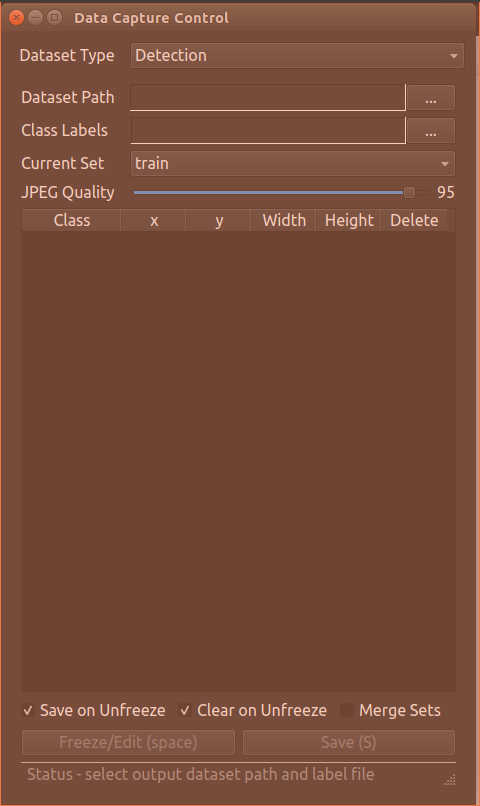 Data Capture Control
Dataset Type Detection
Dataset Path ...
Class Labels ...
Current Set train
JPEG Quality 95
Class x y Width Height Delete
Save on Unfreeze Clear on Unfreeze Merge Sets
Freeze/Edit (space) Save (S)
Status - select output dataset path and label file